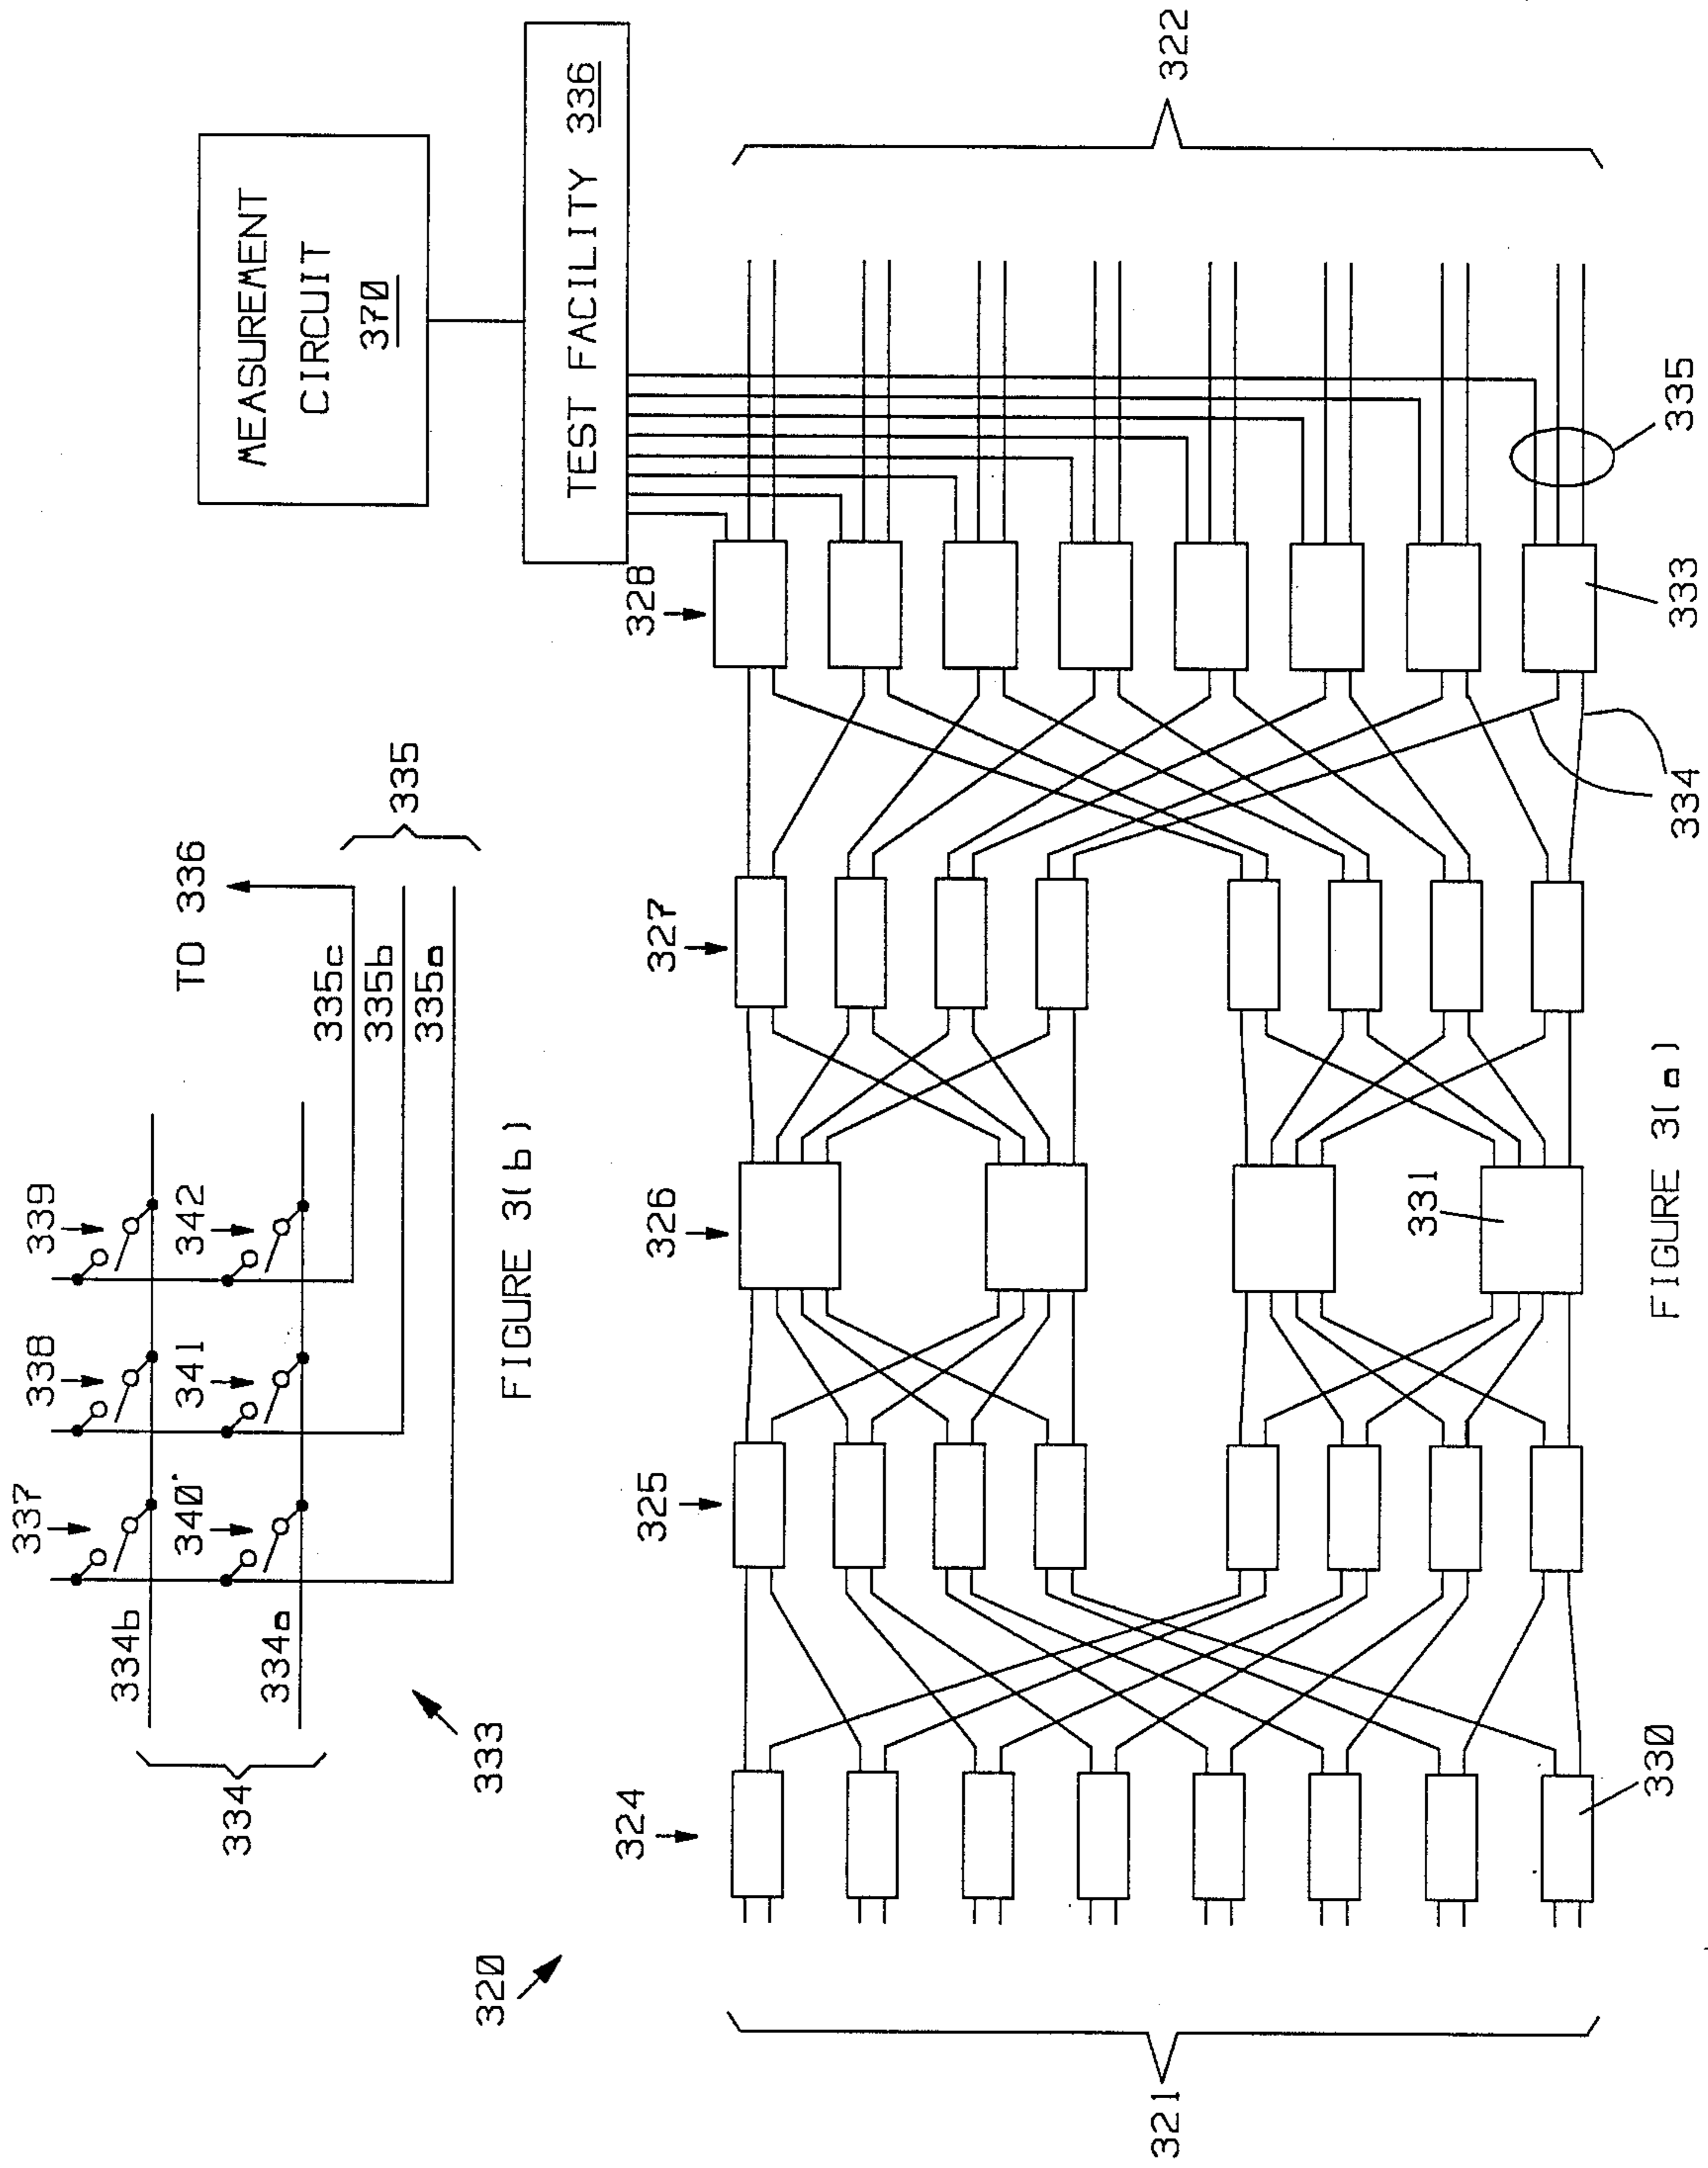 MEASUREMENT
CIRCUIT
370
TEST FACILITY 336
322
328
327
326
325
324
320
321
330
331
333
334
335
FIGURE 3(a)
TO 336
335
335c
335b
335a
339
342
338
341
337
340
334b
334a
334
333
FIGURE 3(b)